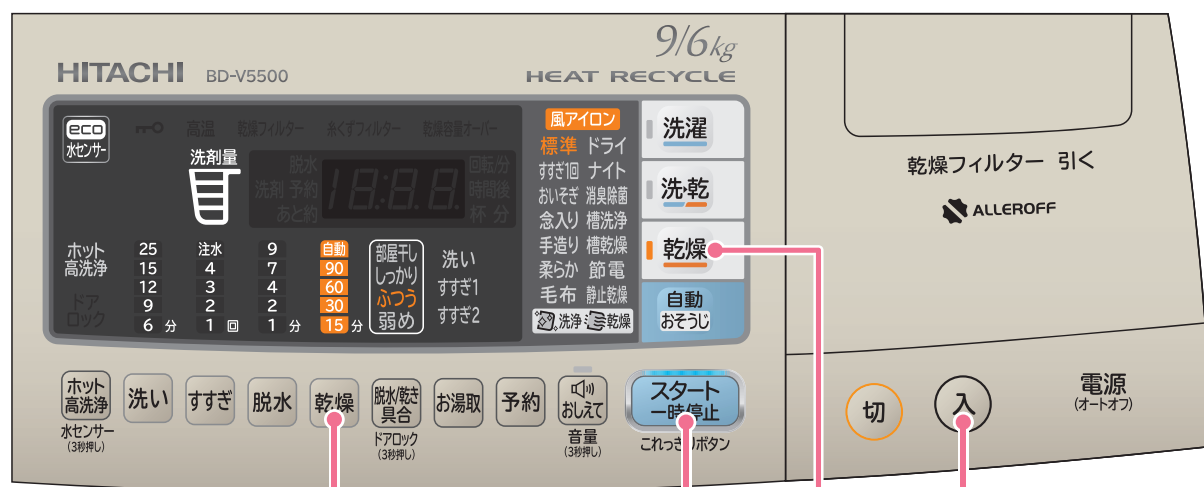 9/6kg
HITACHI BD-V5500
HEAT RECYCLE
eco
水センサー
高温 乾燥フィルター 糸くずフィルター 乾燥容量オーバー
洗剤量
脱水
洗剤 予約
あと約
18:8.8.
回転/分
時間後
杯 分
ホット
高洗浄
ドア
ロック
25
15
12
9
6 分
注水
4
3
2
1 回
9
7
4
2
1 分
自動
90
60
30
15 分
部屋干し
しっかり
ふつう
弱め
洗い
すすぎ1
すすぎ2
風アイロン
標準 ドライ
すすぎ1回 ナイト
おいそぎ 消臭除菌
念入り 槽洗浄
手造り 槽乾燥
柔らか 節電
毛布 静止乾燥
洗浄 乾燥
洗濯
洗・乾
乾燥
自動
おそうじ
乾燥フィルター 引く
ALLEROFF
ホット
高洗浄
水センサー
(3秒押し)
洗い
すすぎ
脱水
乾燥
脱水/乾き
具合
ドアロック
(3秒押し)
お湯取
予約
おしえて
音量
(3秒押し)
スタート
一時停止
これっきりボタン
切
入
電源
(オートオフ)